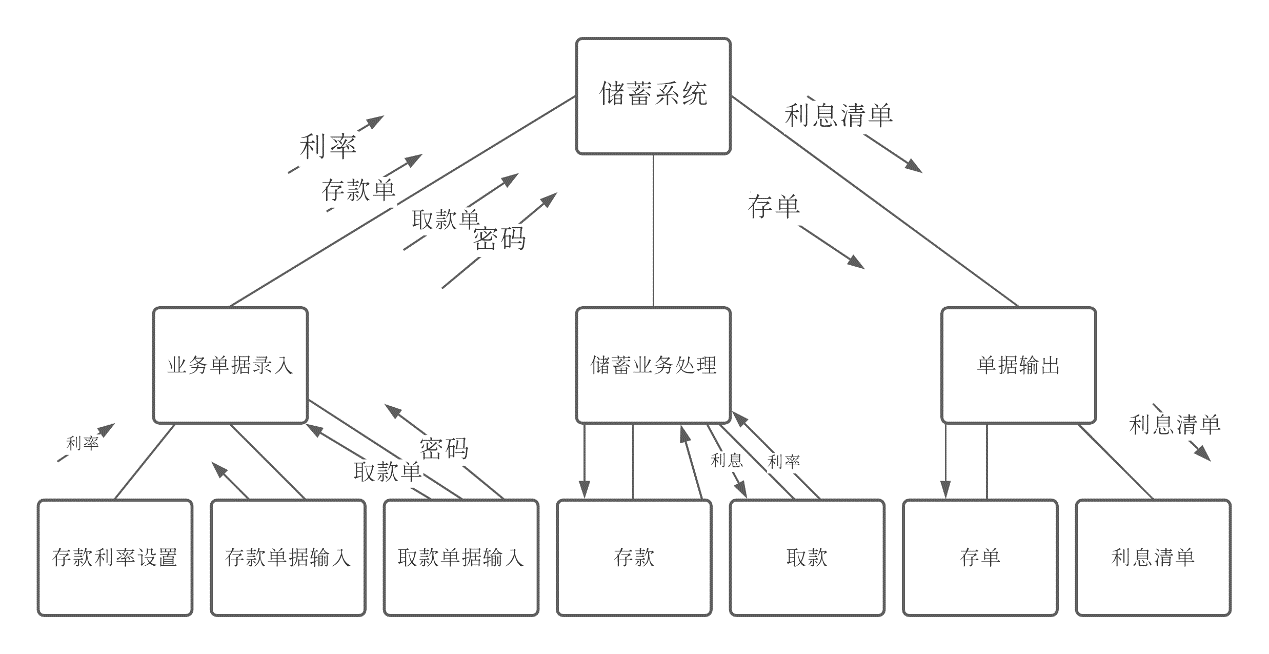 储蓄系统
利息清单
利率
存款单
取款单
密码
存单
业务单据录入
储蓄业务处理
单据输出
利率
密码
取款单
利息
利率
利息清单
存款利率设置
存款单据输入
取款单据输入
存款
取款
存单
利息清单